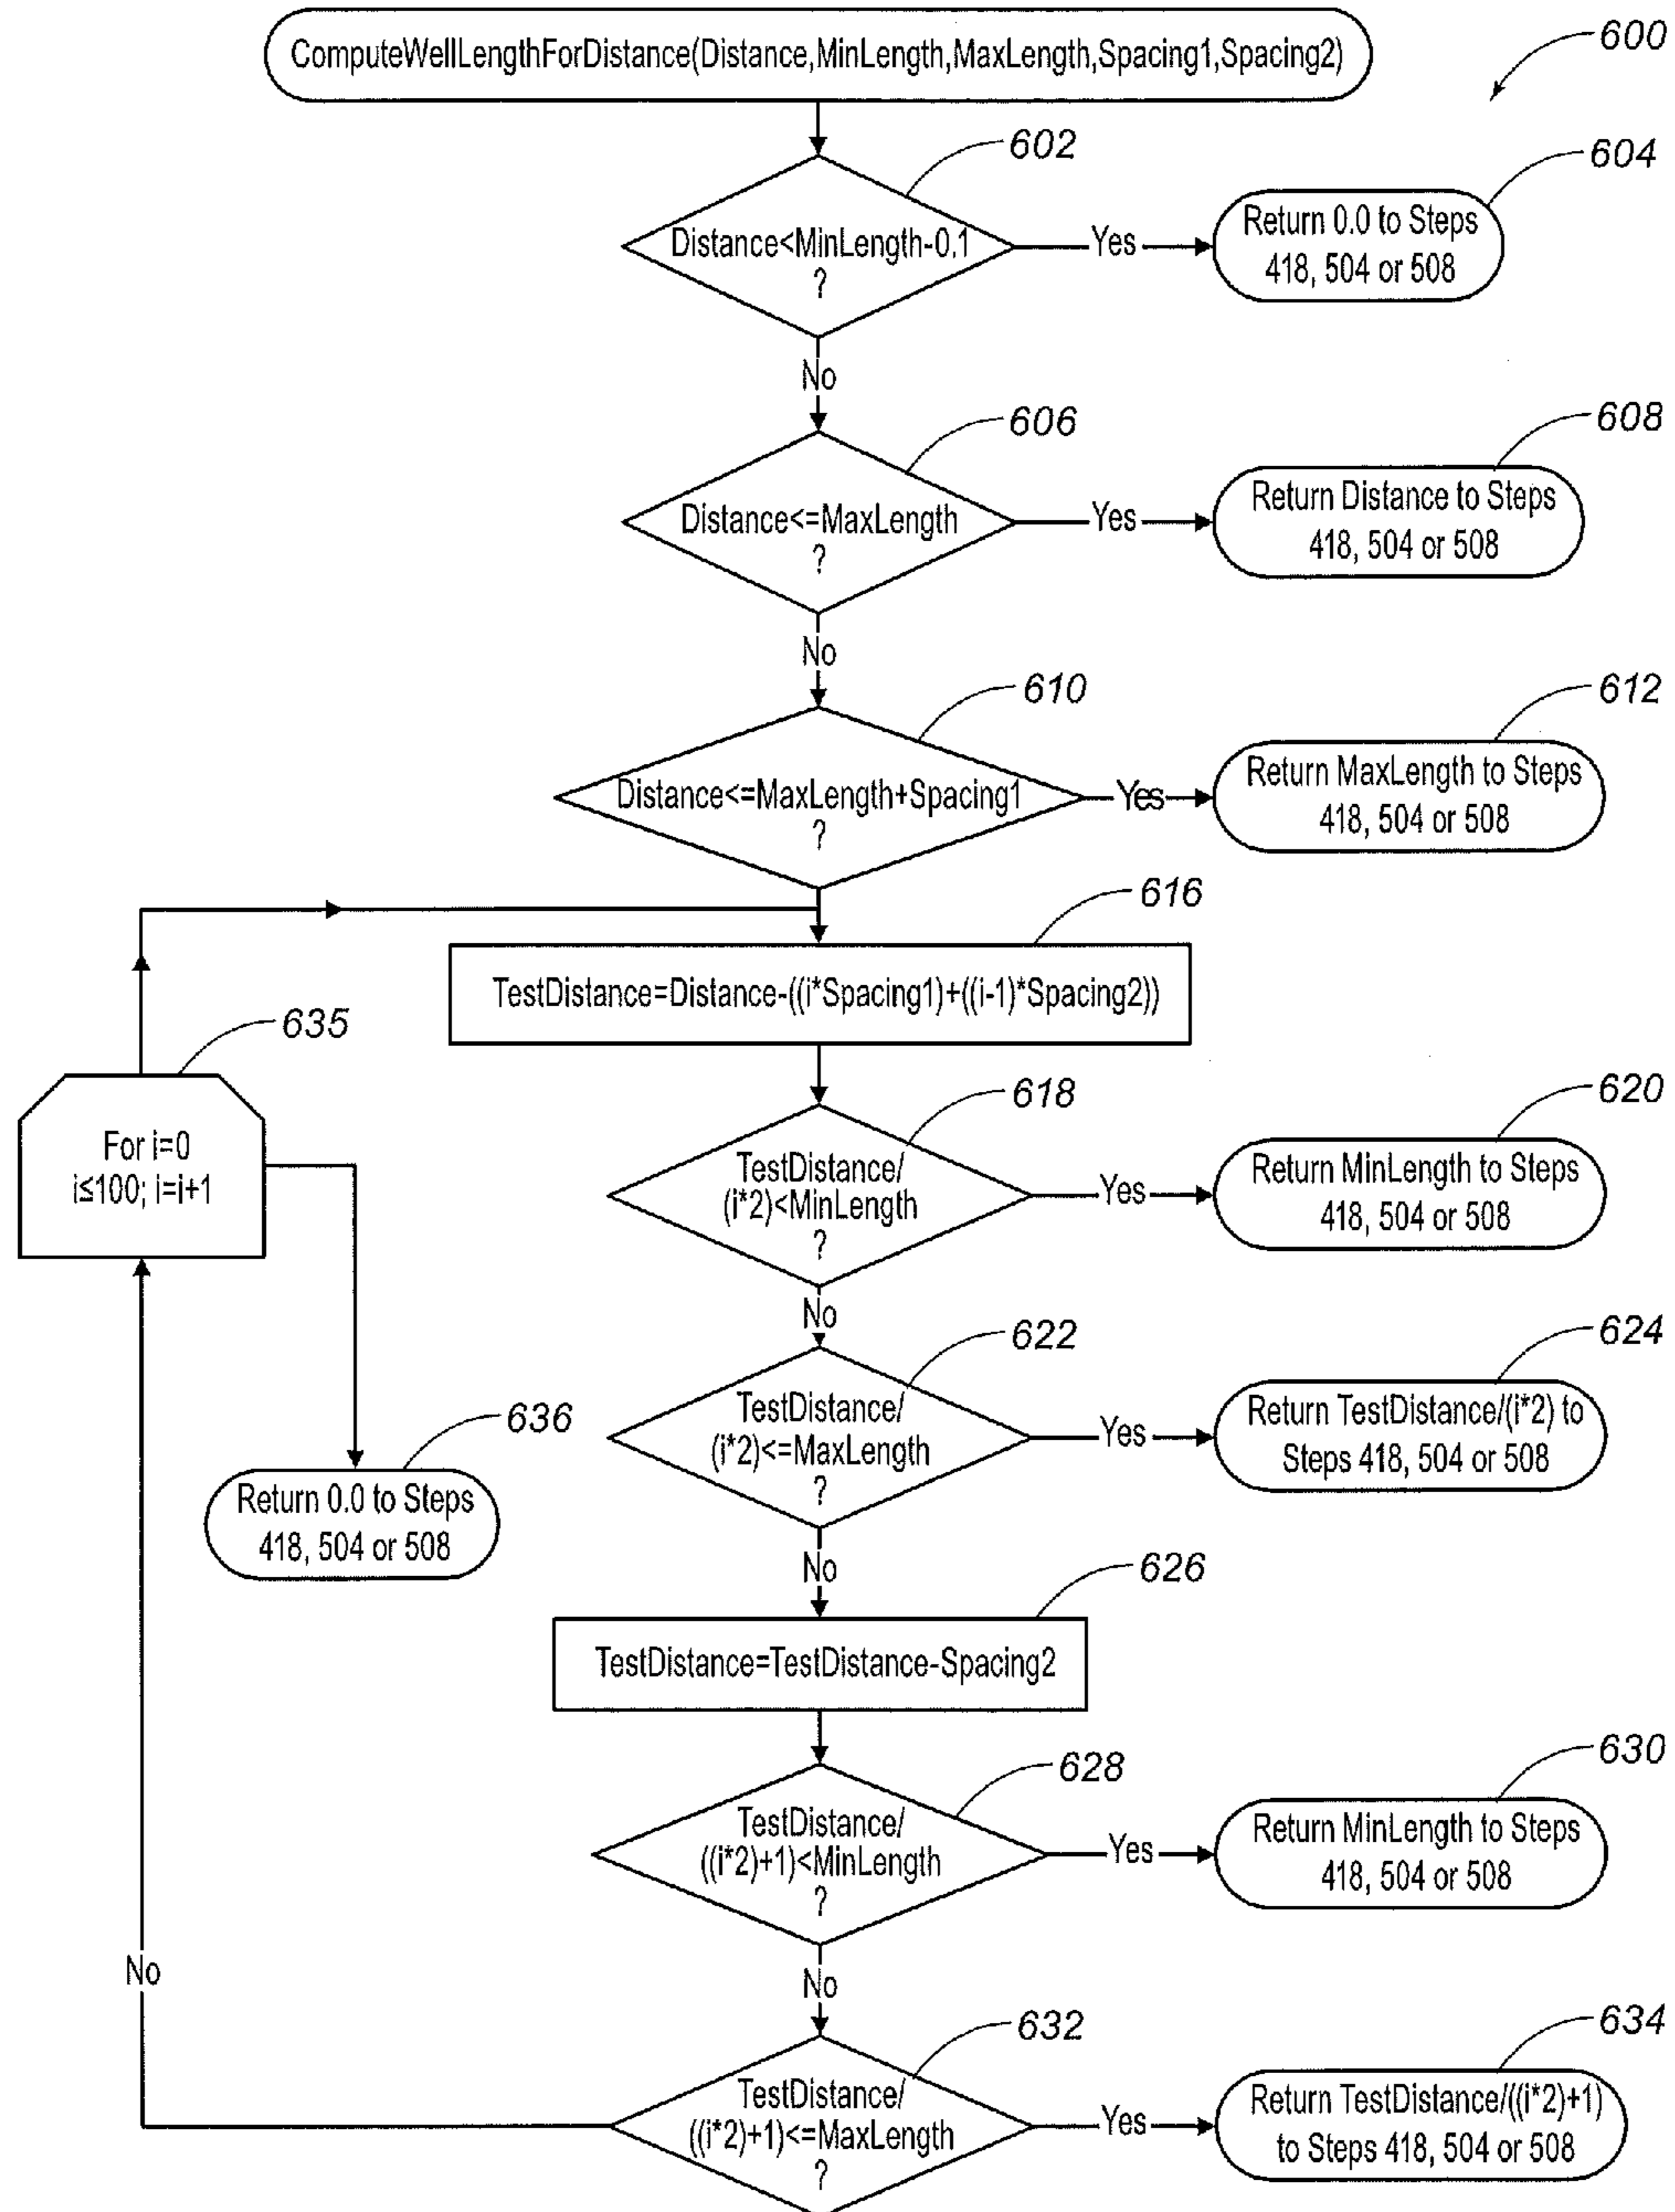 ComputeWellLengthForDistance(Distance,MinLength,MaxLength,Spacing1,Spacing2)
600
602
Distance<MinLength-0.1
?
Yes
604
Return 0.0 to Steps
418, 504 or 508
No
606
Distance<=MaxLength
?
Yes
608
Return Distance to Steps
418, 504 or 508
No
610
Distance<=MaxLength+Spacing1
?
Yes
612
Return MaxLength to Steps
418, 504 or 508
616
TestDistance=Distance-((i*Spacing1)+((i-1)*Spacing2))
635
For i=0
i≤100; i=i+1
618
TestDistance/
(i*2)<MinLength
?
Yes
620
Return MinLength to Steps
418, 504 or 508
No
622
TestDistance/
(i*2)<=MaxLength
?
Yes
624
Return TestDistance/(i*2) to
Steps 418, 504 or 508
636
Return 0.0 to Steps
418, 504 or 508
No
626
TestDistance=TestDistance-Spacing2
628
TestDistance/
((i*2)+1)<MinLength
?
Yes
630
Return MinLength to Steps
418, 504 or 508
No
No
632
TestDistance/
((i*2)+1)<=MaxLength
?
Yes
634
Return TestDistance/((i*2)+1)
to Steps 418, 504 or 508